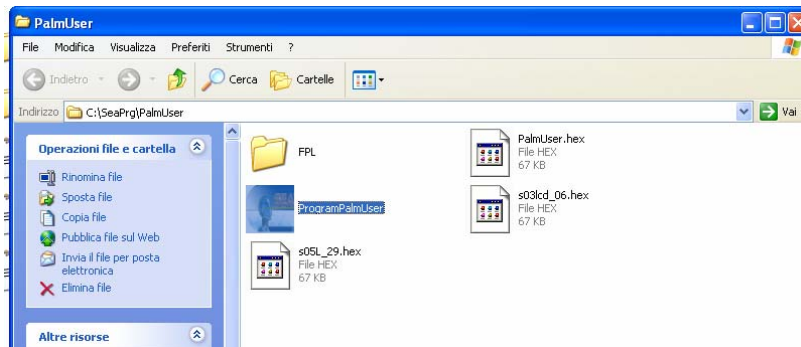 PalmUser
File Modifica Visualizza Preferiti Strumenti ?
Indietro Cerca Cartelle
Indirizzo C:\SeaPrg\PalmUser Vai
Operazioni file e cartella
Rinomina file
Sposta file
Copia file
Pubblica file sul Web
Invia il file per posta
elettronica
Elimina file
Altre risorse
FPL
PalmUser.hex
File HEX
67 KB
ProgramPalmUser
s03lcd_06.hex
File HEX
67 KB
s05L_29.hex
File HEX
67 KB